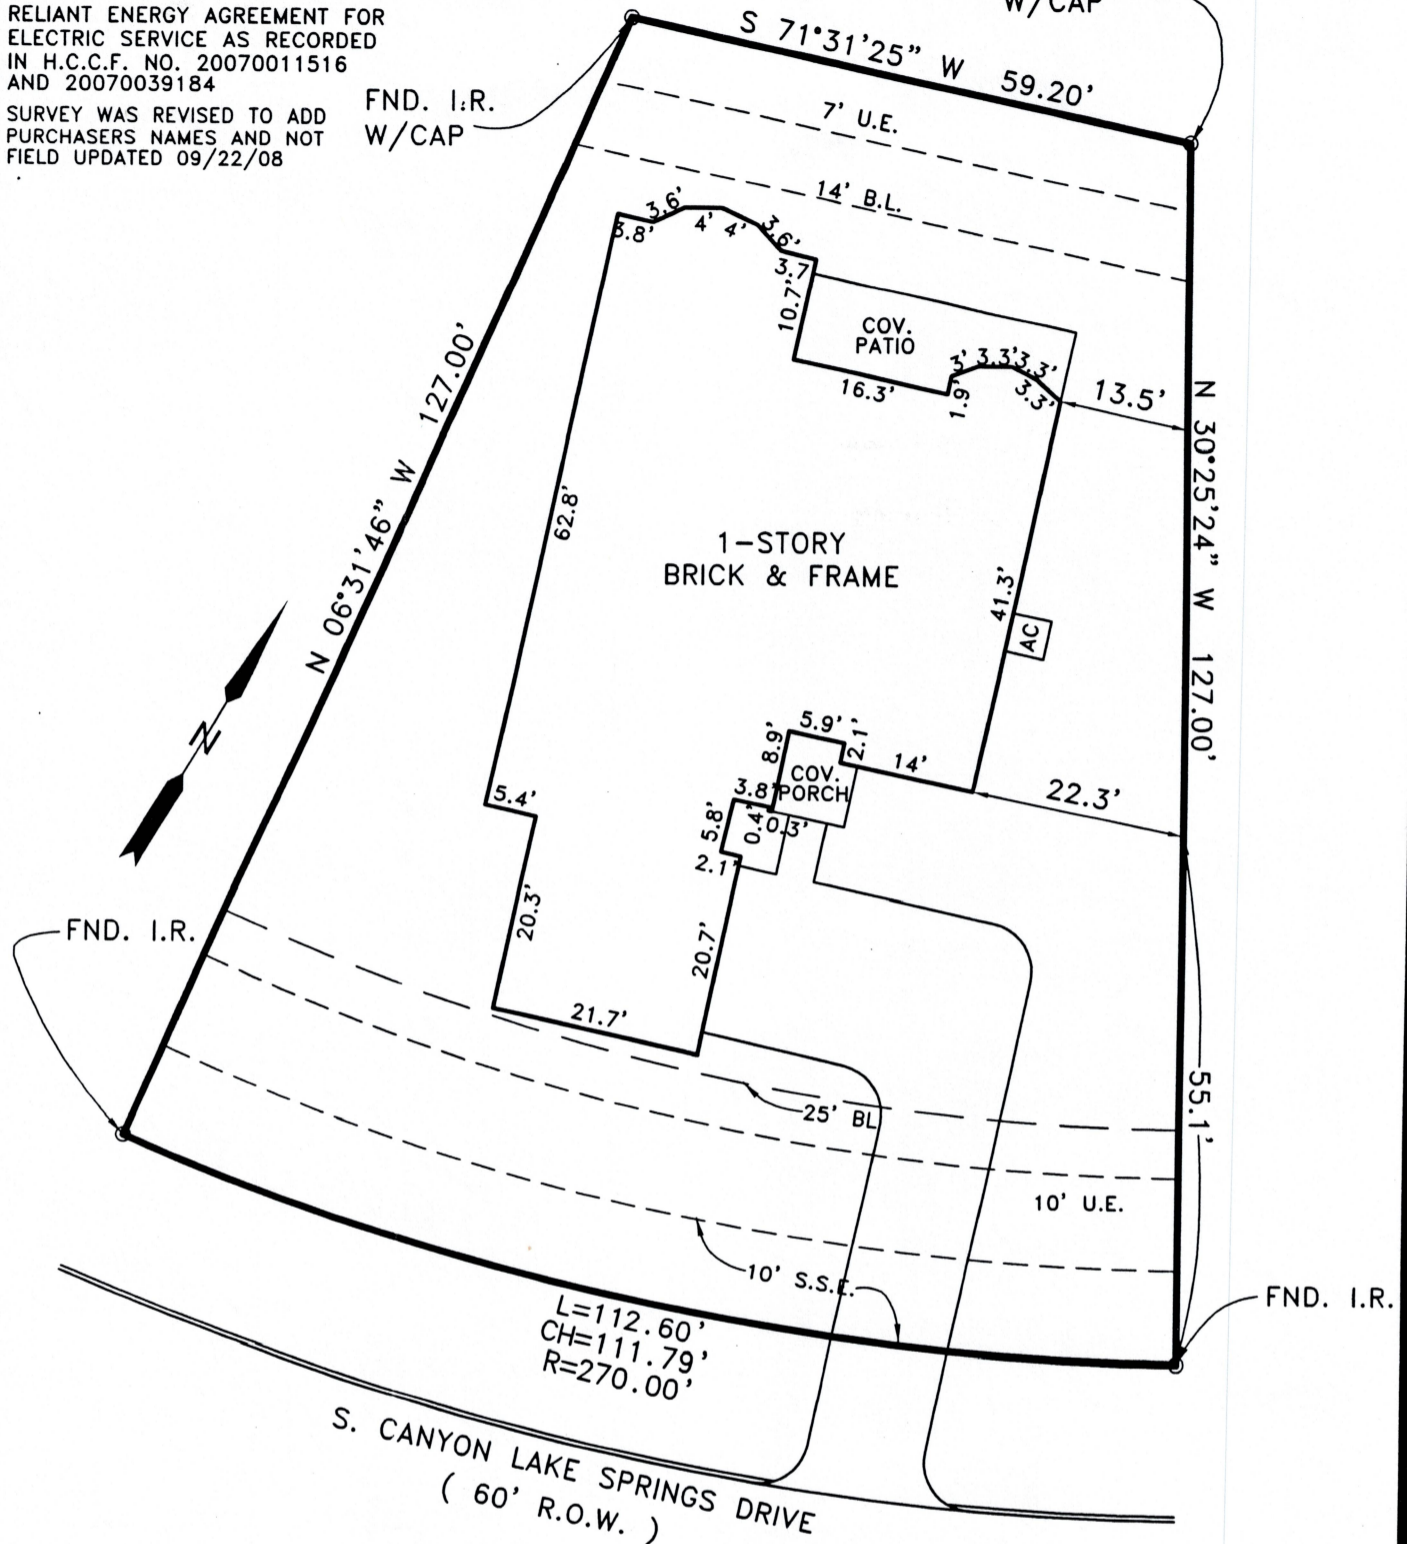 RELIANT ENERGY AGREEMENT FOR
ELECTRIC SERVICE AS RECORDED
IN H.C.C.F. NO. 20070011516
AND 20070039184
SURVEY WAS REVISED TO ADD
PURCHASERS NAMES AND NOT
FIELD UPDATED 09/22/08
W/CAP
S 71°31'25" W 59.20'
FND. I.R.
W/CAP
7' U.E.
14' B.L.
3.8'
3.6'
4'
4'
3.6'
3.7
10.7'
COV.
PATIO
16.3'
1.9'
3'
3.3'
3.3'
3.3'
13.5'
N 30°25'24" W 127.00'
N 06°31'46" W 127.00'
62.8'
1-STORY
BRICK & FRAME
41.3'
AC
N
5.9'
2.1'
8.9'
COV.
PORCH
14'
22.3'
5.4'
3.8'
0.4'
0.3'
5.8'
2.1'
20.3'
20.7'
FND. I.R.
21.7'
25' BL
55.1'
10' U.E.
10' S.S.E.
FND. I.R.
L=112.60'
CH=111.79'
R=270.00'
S. CANYON LAKE SPRINGS DRIVE
( 60' R.O.W. )